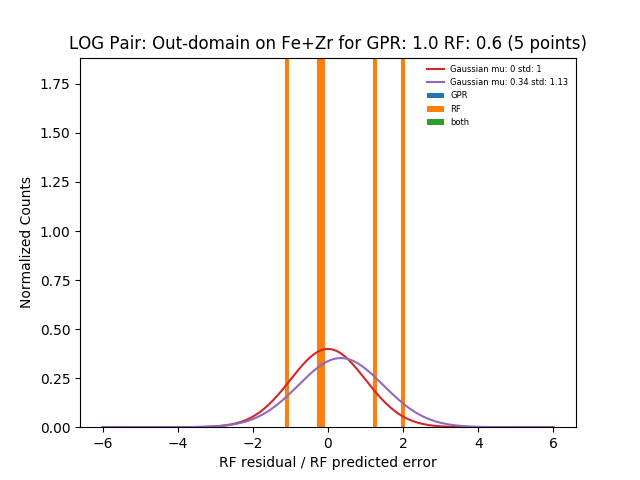 LOG Pair: Out-domain on Fe+Zr for GPR: 1.0 RF: 0.6 (5 points)
Gaussian mu: 0 std: 1
Gaussian mu: 0.34 std: 1.13
GPR
RF
both
Normalized Counts
1.75
1.50
1.25
1.00
0.75
0.50
0.25
0.00
−6 −4 −2 0 2 4 6
RF residual / RF predicted error